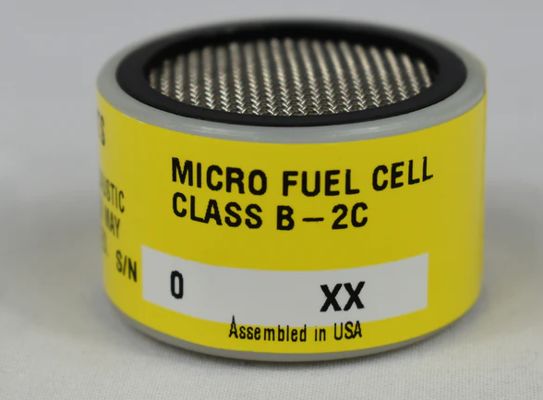 MICRO FUEL CELL
CLASS B-2C
S/N
0 XX
Assembled in USA